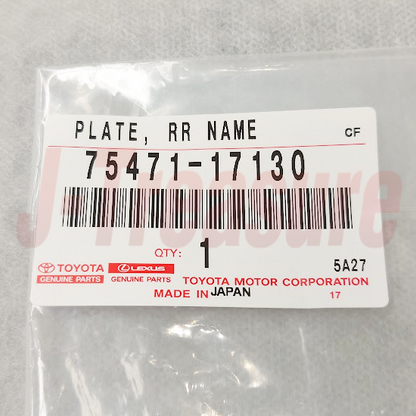 PLATE, RR NAME CF
75471-17130
J-Treasure
QTY: 1
TOYOTA LEXUS 5A27
GENUINE PARTS GENUINE PARTS TOYOTA MOTOR CORPORATION
MADE IN JAPAN 17